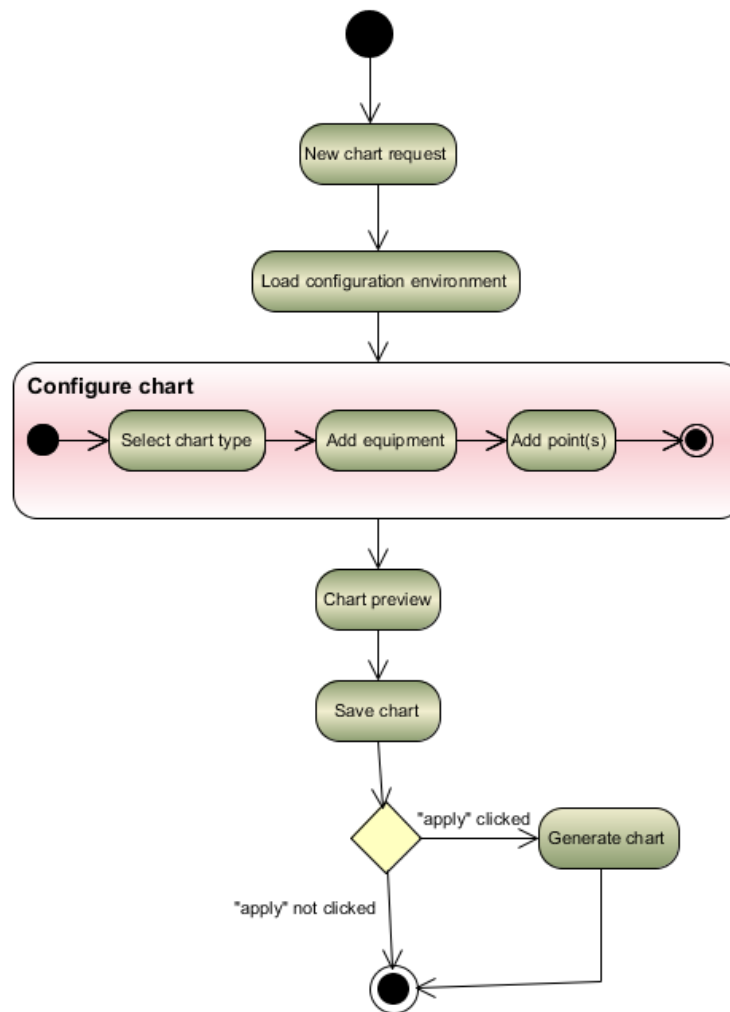 New chart request
Load configuration environment
Configure chart
Select chart type
Add equipment
Add point(s)
Chart preview
Save chart
"apply" clicked
Generate chart
"apply" not clicked